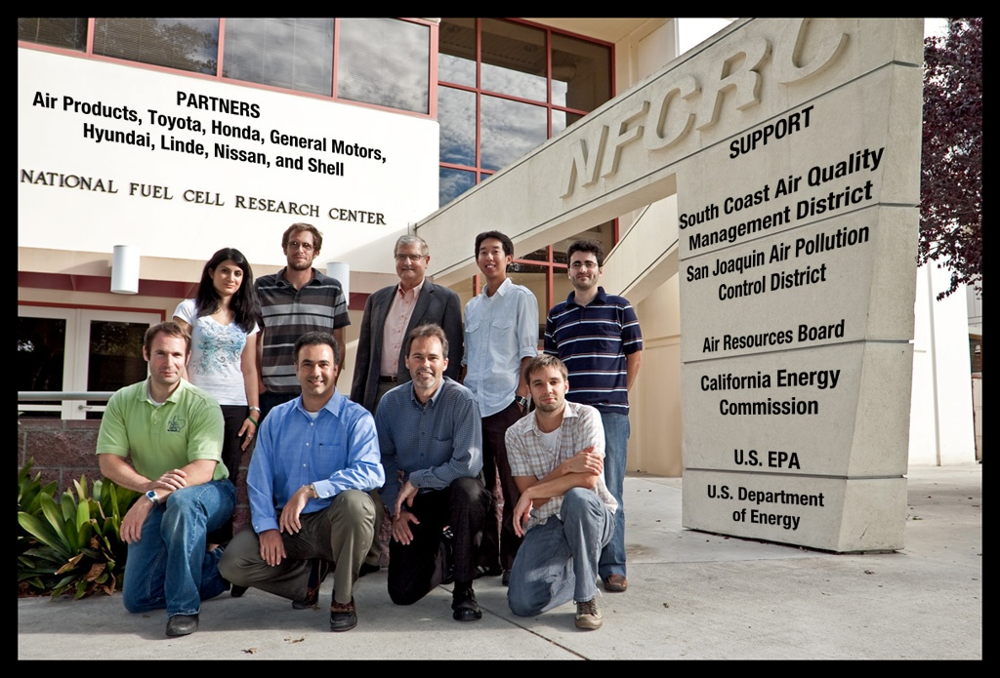 PARTNERS
Air Products, Toyota, Honda, General Motors,
Hyundai, Linde, Nissan, and Shell
NATIONAL FUEL CELL RESEARCH CENTER
NFCRC
SUPPORT
South Coast Air Quality
Management District
San Joaquin Air Pollution
Control District
Air Resources Board
California Energy
Commission
U.S. EPA
U.S. Department
of Energy